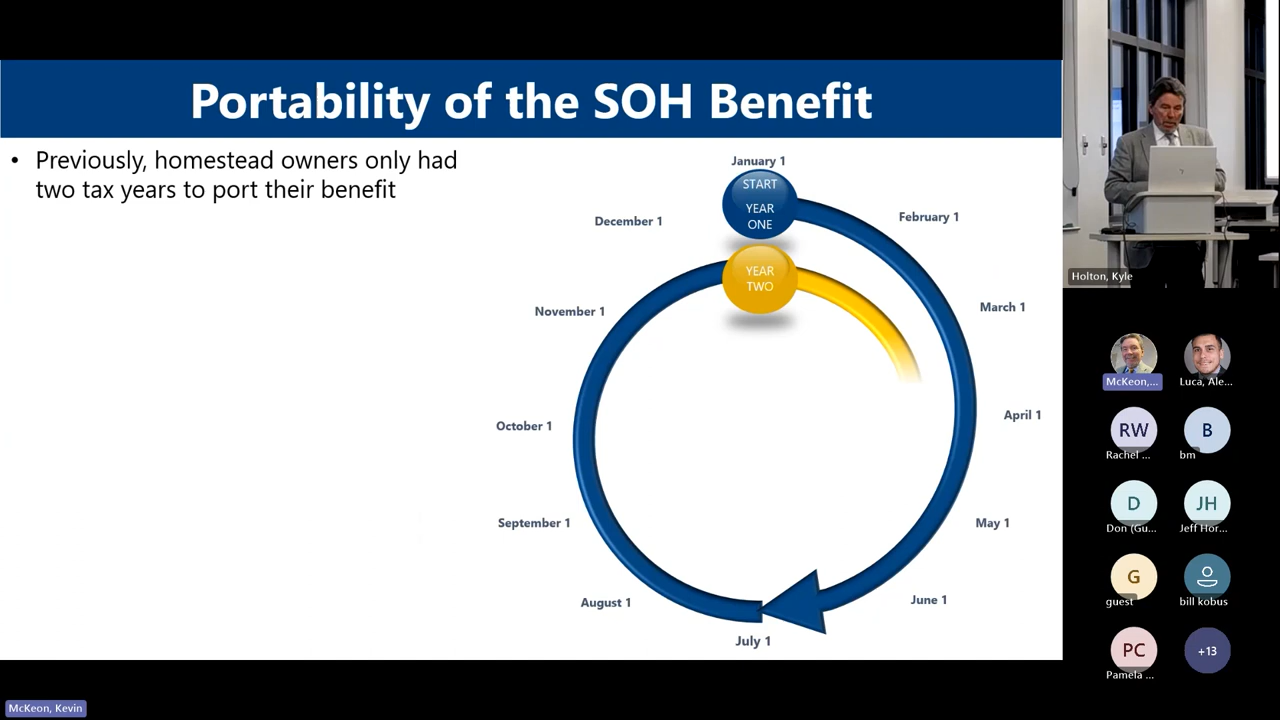 Portability of the SOH Benefit
• Previously, homestead owners only had
two tax years to port their benefit
January 1
START
YEAR
ONE
December 1
February 1
YEAR
TWO
November 1
March 1
October 1
April 1
September 1
May 1
August 1
June 1
July 1
Holton, Kyle
McKeon,...
Luca, Ale...
RW
Rachel ...
B
bm
D
Don (Gu...
JH
Jeff Hor...
G
guest
bill kobus
PC
Pamela ...
+13
McKeon, Kevin